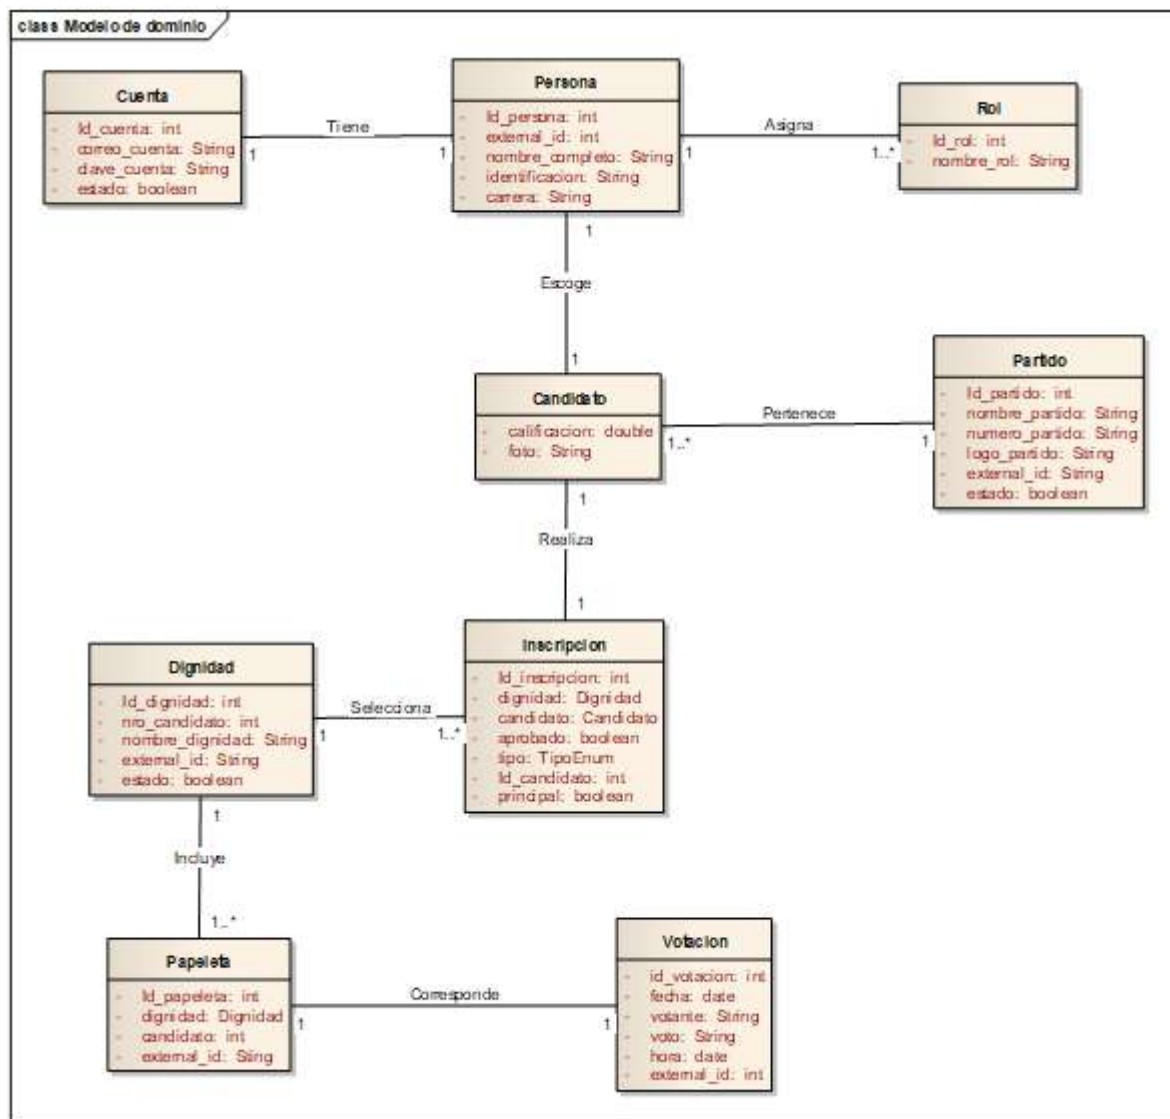 class Modelo de dominio
Cuenta
- Id_cuenta: int
- correo_cuenta: String
- clave_cuenta: String
- estado: boolean
Tiene
1
1
Persona
- Id_persona: int
- external_id: int
- nombre_completo: String
- identificacion: String
- carrera: String
Asigna
1
1..*
Rol
- Id_rol: int
- nombre_rol: String
1
Escoge
1
Candidato
- calificacion: double
- foto: String
Pertenece
1..*
1
Partido
- Id_partido: int
- nombre_partido: String
- numero_partido: String
- logo_partido: String
- external_id: String
- estado: boolean
1
Realiza
1
Inscripcion
- Id_inscripcion: int
- dignidad: Dignidad
- candidato: Candidato
- aprobado: boolean
- tipo: TipoEnum
- Id_candidato: int
- principal: boolean
Selecciona
1
1..*
Dignidad
- Id_dignidad: int
- nro_candidato: int
- nombre_dignidad: String
- external_id: String
- estado: boolean
1
Incluye
1..*
Papeleta
- Id_papeleta: int
- dignidad: Dignidad
- candidato: int
- external_id: Sting
Corresponde
1
1
Votacion
- id_votacion: int
- fecha: date
- votante: String
- voto: String
- hora: date
- external_id: int